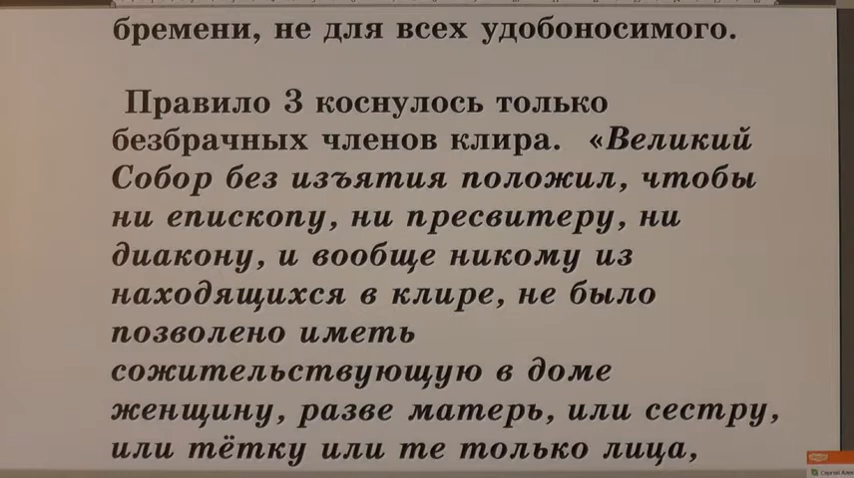 бремени, не для всех удобоносимого.
Правило 3 коснулось только
безбрачных членов клира. «Великий
Собор без изъятия положил, чтобы
ни епископу, ни пресвитеру, ни
диакону, и вообще никому из
находящихся в клире, не было
позволено иметь
сожительствующую в доме
женщину, разве матерь, или сестру,
или тётку или те только лица,